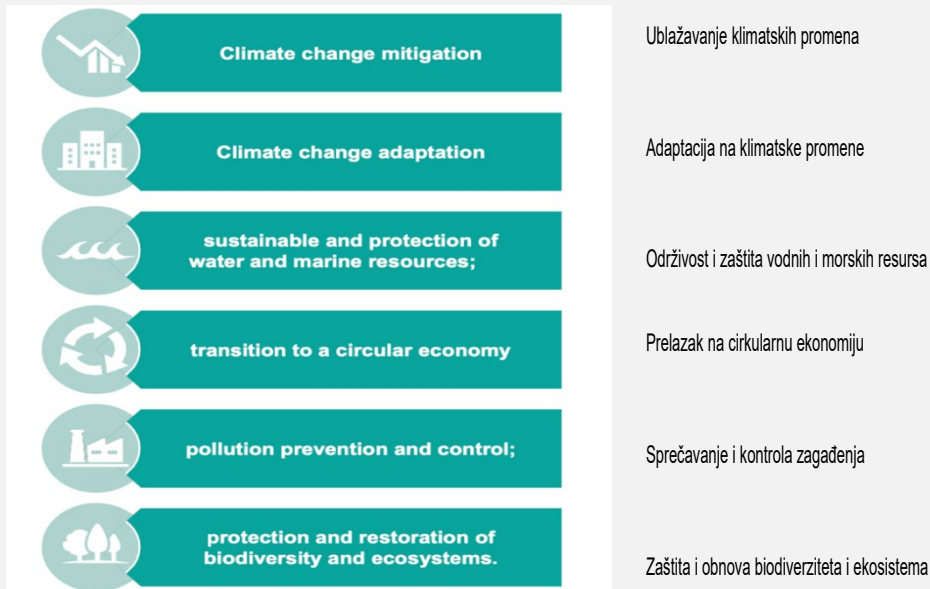 Climate change mitigation
Ublažavanje klimatskih promena
Climate change adaptation
Adaptacija na klimatske promene
sustainable and protection of
water and marine resources;
Održivost i zaštita vodnih i morskih resursa
transition to a circular economy
Prelazak na cirkularnu ekonomiju
pollution prevention and control;
Sprečavanje i kontrola zagađenja
protection and restoration of
biodiversity and ecosystems.
Zaštita i obnova biodiverziteta i ekosistema